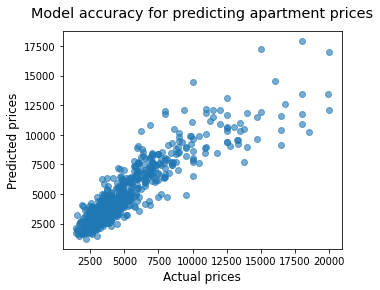 Model accuracy for predicting apartment prices
17500
15000
12500
10000
7500
5000
2500
Predicted prices
2500 5000 7500 10000 12500 15000 17500 20000
Actual prices